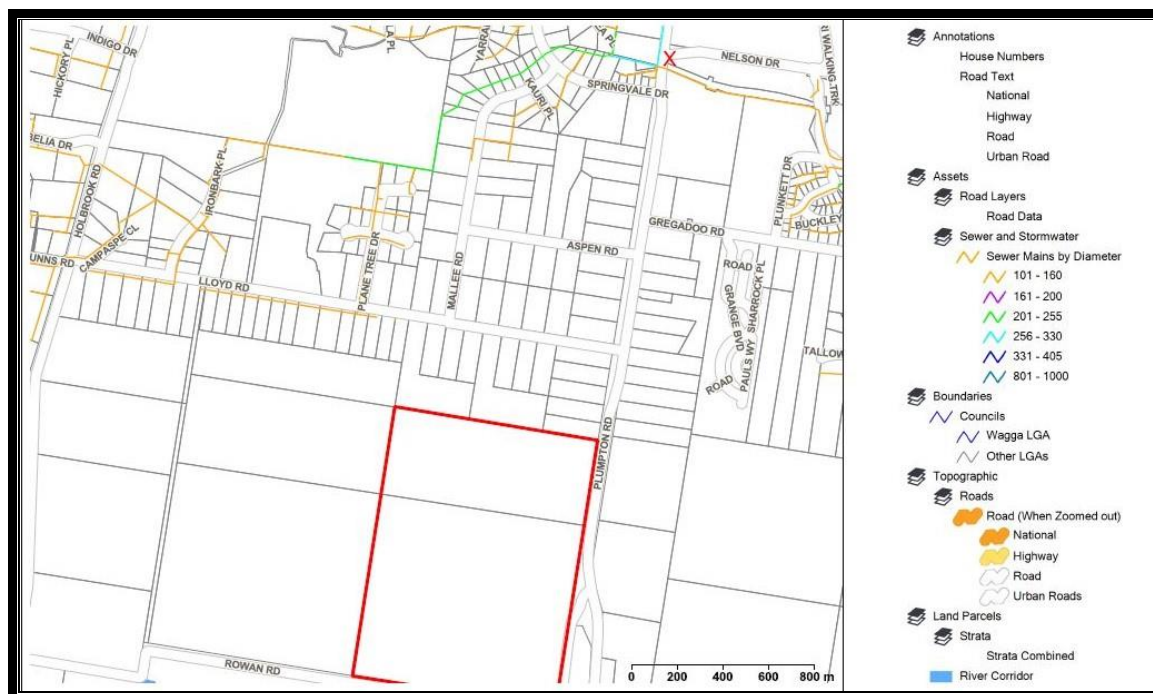 INDIGO DR
HICKORY PL
LA PL
YARRA
A PL
X
NELSON DR
RI WALKING TRK
KAURI PL
SPRINGVALE DR
BELIA DR
HOLBROOK RD
IRONBARK PL
PLUNKETT DR
BUCKLEY
GREGADOO RD
CAMPASPE CL
UNNS RD
LLOYD RD
PLANE TREE DR
MALLEE RD
ASPEN RD
ROAD
GRANGE BVD
SHARROCK PL
PAULS WY
ROAD
TALLOW
PLUMPTON RD
ROWAN RD
0 200 400 600 800 m
Annotations
House Numbers
Road Text
National
Highway
Road
Urban Road
Assets
Road Layers
Road Data
Sewer and Stormwater
Sewer Mains by Diameter
101 - 160
161 - 200
201 - 255
256 - 330
331 - 405
801 - 1000
Boundaries
Councils
Wagga LGA
Other LGAs
Topographic
Roads
Road (When Zoomed out)
National
Highway
Road
Urban Roads
Land Parcels
Strata
Strata Combined
River Corridor